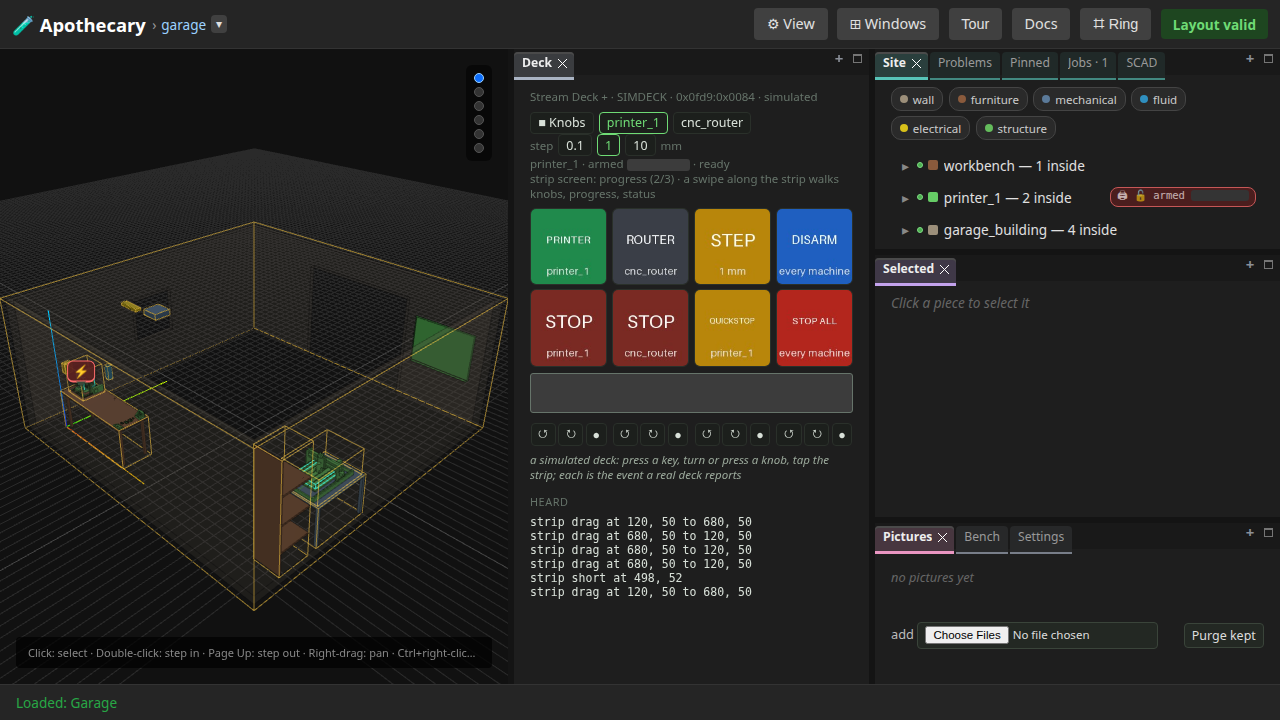 🧪 Apothecary › garage ▾
⚙ View
⊞ Windows
Tour
Docs
⌗ Ring
Layout valid
Click: select · Double-click: step in · Page Up: step out · Right-drag: pan · Ctrl+right-clic…
Deck
Stream Deck + · SIMDECK · 0x0fd9:0x0084 · simulated
■ Knobs printer_1 cnc_router
step 0.1 1 10 mm
printer_1 · armed · ready
strip screen: progress (2/3) · a swipe along the strip walks
knobs, progress, status
PRINTER ROUTER STEP DISARM
printer_1 cnc_router 1 mm every machine
STOP STOP QUICKSTOP STOP ALL
printer_1 cnc_router printer_1 every machine
↺ ↻ ● ↺ ↻ ● ↺ ↻ ● ↺ ↻ ●
a simulated deck: press a key, turn or press a knob, tap the
strip; each is the event a real deck reports
HEARD
strip drag at 120, 50 to 680, 50
strip drag at 680, 50 to 120, 50
strip drag at 680, 50 to 120, 50
strip drag at 680, 50 to 120, 50
strip short at 498, 52
strip drag at 120, 50 to 680, 50
Site Problems Pinned Jobs · 1 SCAD
wall furniture mechanical fluid
electrical structure
▸ workbench — 1 inside
▸ printer_1 — 2 inside armed
▸ garage_building — 4 inside
Selected
Click a piece to select it
Pictures Bench Settings
no pictures yet
add Choose Files No file chosen Purge kept
Loaded: Garage